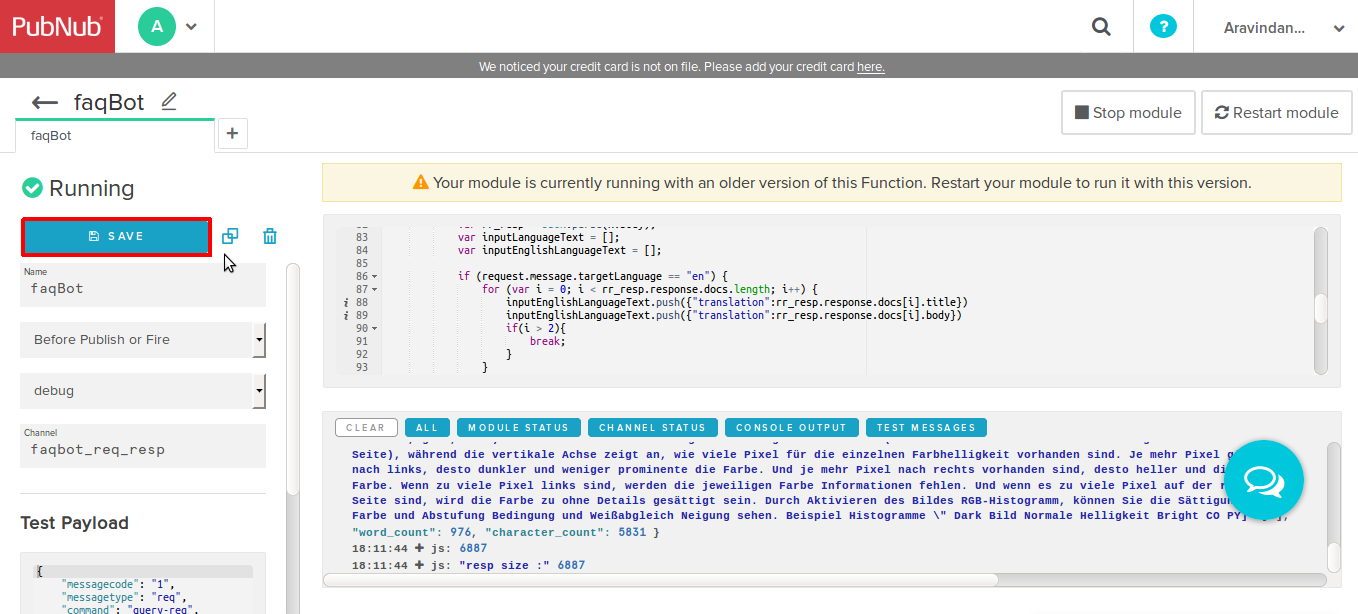 PubNub
A
?
Aravindan...
We noticed your credit card is not on file. Please add your credit card here.
faqBot
Stop module
Restart module
faqBot
+
Running
Your module is currently running with an older version of this Function. Restart your module to run it with this version.
SAVE
Name
faqBot
Before Publish or Fire
debug
Channel
faqbot_req_resp
Test Payload
{
"messagecode": "1",
"messagetype": "req",
"command": "query-req",
83 var inputLanguageText = [];
84 var inputEnglishLanguageText = [];
85
86 if (request.message.targetLanguage == "en") {
87 for (var i = 0; i < rr_resp.response.docs.length; i++) {
i 88 inputEnglishLanguageText.push({"translation":rr_resp.response.docs[i].title})
i 89 inputEnglishLanguageText.push({"translation":rr_resp.response.docs[i].body})
90 if(i > 2){
91 break;
92 }
93 }
CLEAR ALL MODULE STATUS CHANNEL STATUS CONSOLE OUTPUT TEST MESSAGES
Seite), während die vertikale Achse zeigt an, wie viele Pixel für die einzelnen Farbhelligkeit vorhanden sind. Je mehr Pixel
nach links, desto dunkler und weniger prominente die Farbe. Und je mehr Pixel nach rechts vorhanden sind, desto heller und
Farbe. Wenn zu viele Pixel links sind, werden die jeweiligen Farbe Informationen fehlen. Und wenn es zu viele Pixel auf der
Seite sind, wird die Farbe zu ohne Details gesättigt sein. Durch Aktivieren des Bildes RGB-Histogramm, können Sie die
Farbe und Abstufung Bedingung und Weißabgleich Neigung sehen. Beispiel Histogramme \" Dark Bild Normale Helligkeit Bright CO
"word_count": 976, "character_count": 5831 }
18:11:44 + js: 6887
18:11:44 + js: "resp size :" 6887